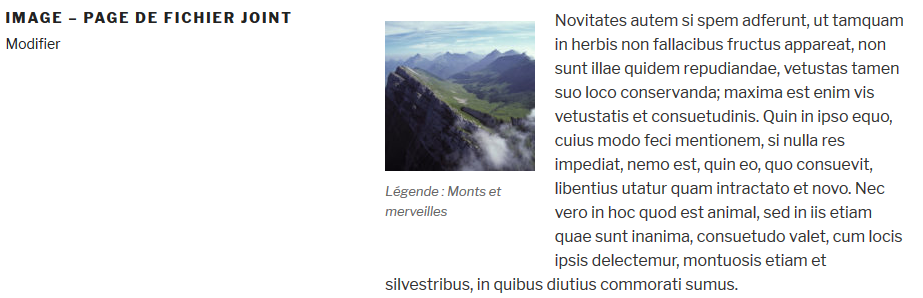 IMAGE – PAGE DE FICHIER JOINT
Modifier
Légende : Monts et
merveilles
Novitates autem si spem adferunt, ut tamquam
in herbis non fallacibus fructus appareat, non
sunt illae quidem repudiandae, vetustas tamen
suo loco conservanda; maxima est enim vis
vetustatis et consuetudinis. Quin in ipso equo,
cuius modo feci mentionem, si nulla res
impediat, nemo est, quin eo, quo consuevit,
libentius utatur quam intractato et novo. Nec
vero in hoc quod est animal, sed in iis etiam
quae sunt inanima, consuetudo valet, cum locis
ipsis delectemur, montuosis etiam et
silvestribus, in quibus diutius commorati sumus.